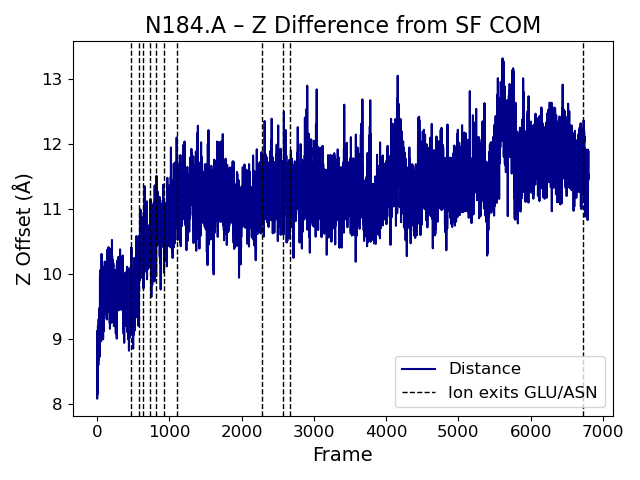 N184.A – Z Difference from SF COM
Z Offset (Å)
13
12
11
10
9
8
Distance
Ion exits GLU/ASN
0 1000 2000 3000 4000 5000 6000 7000
Frame